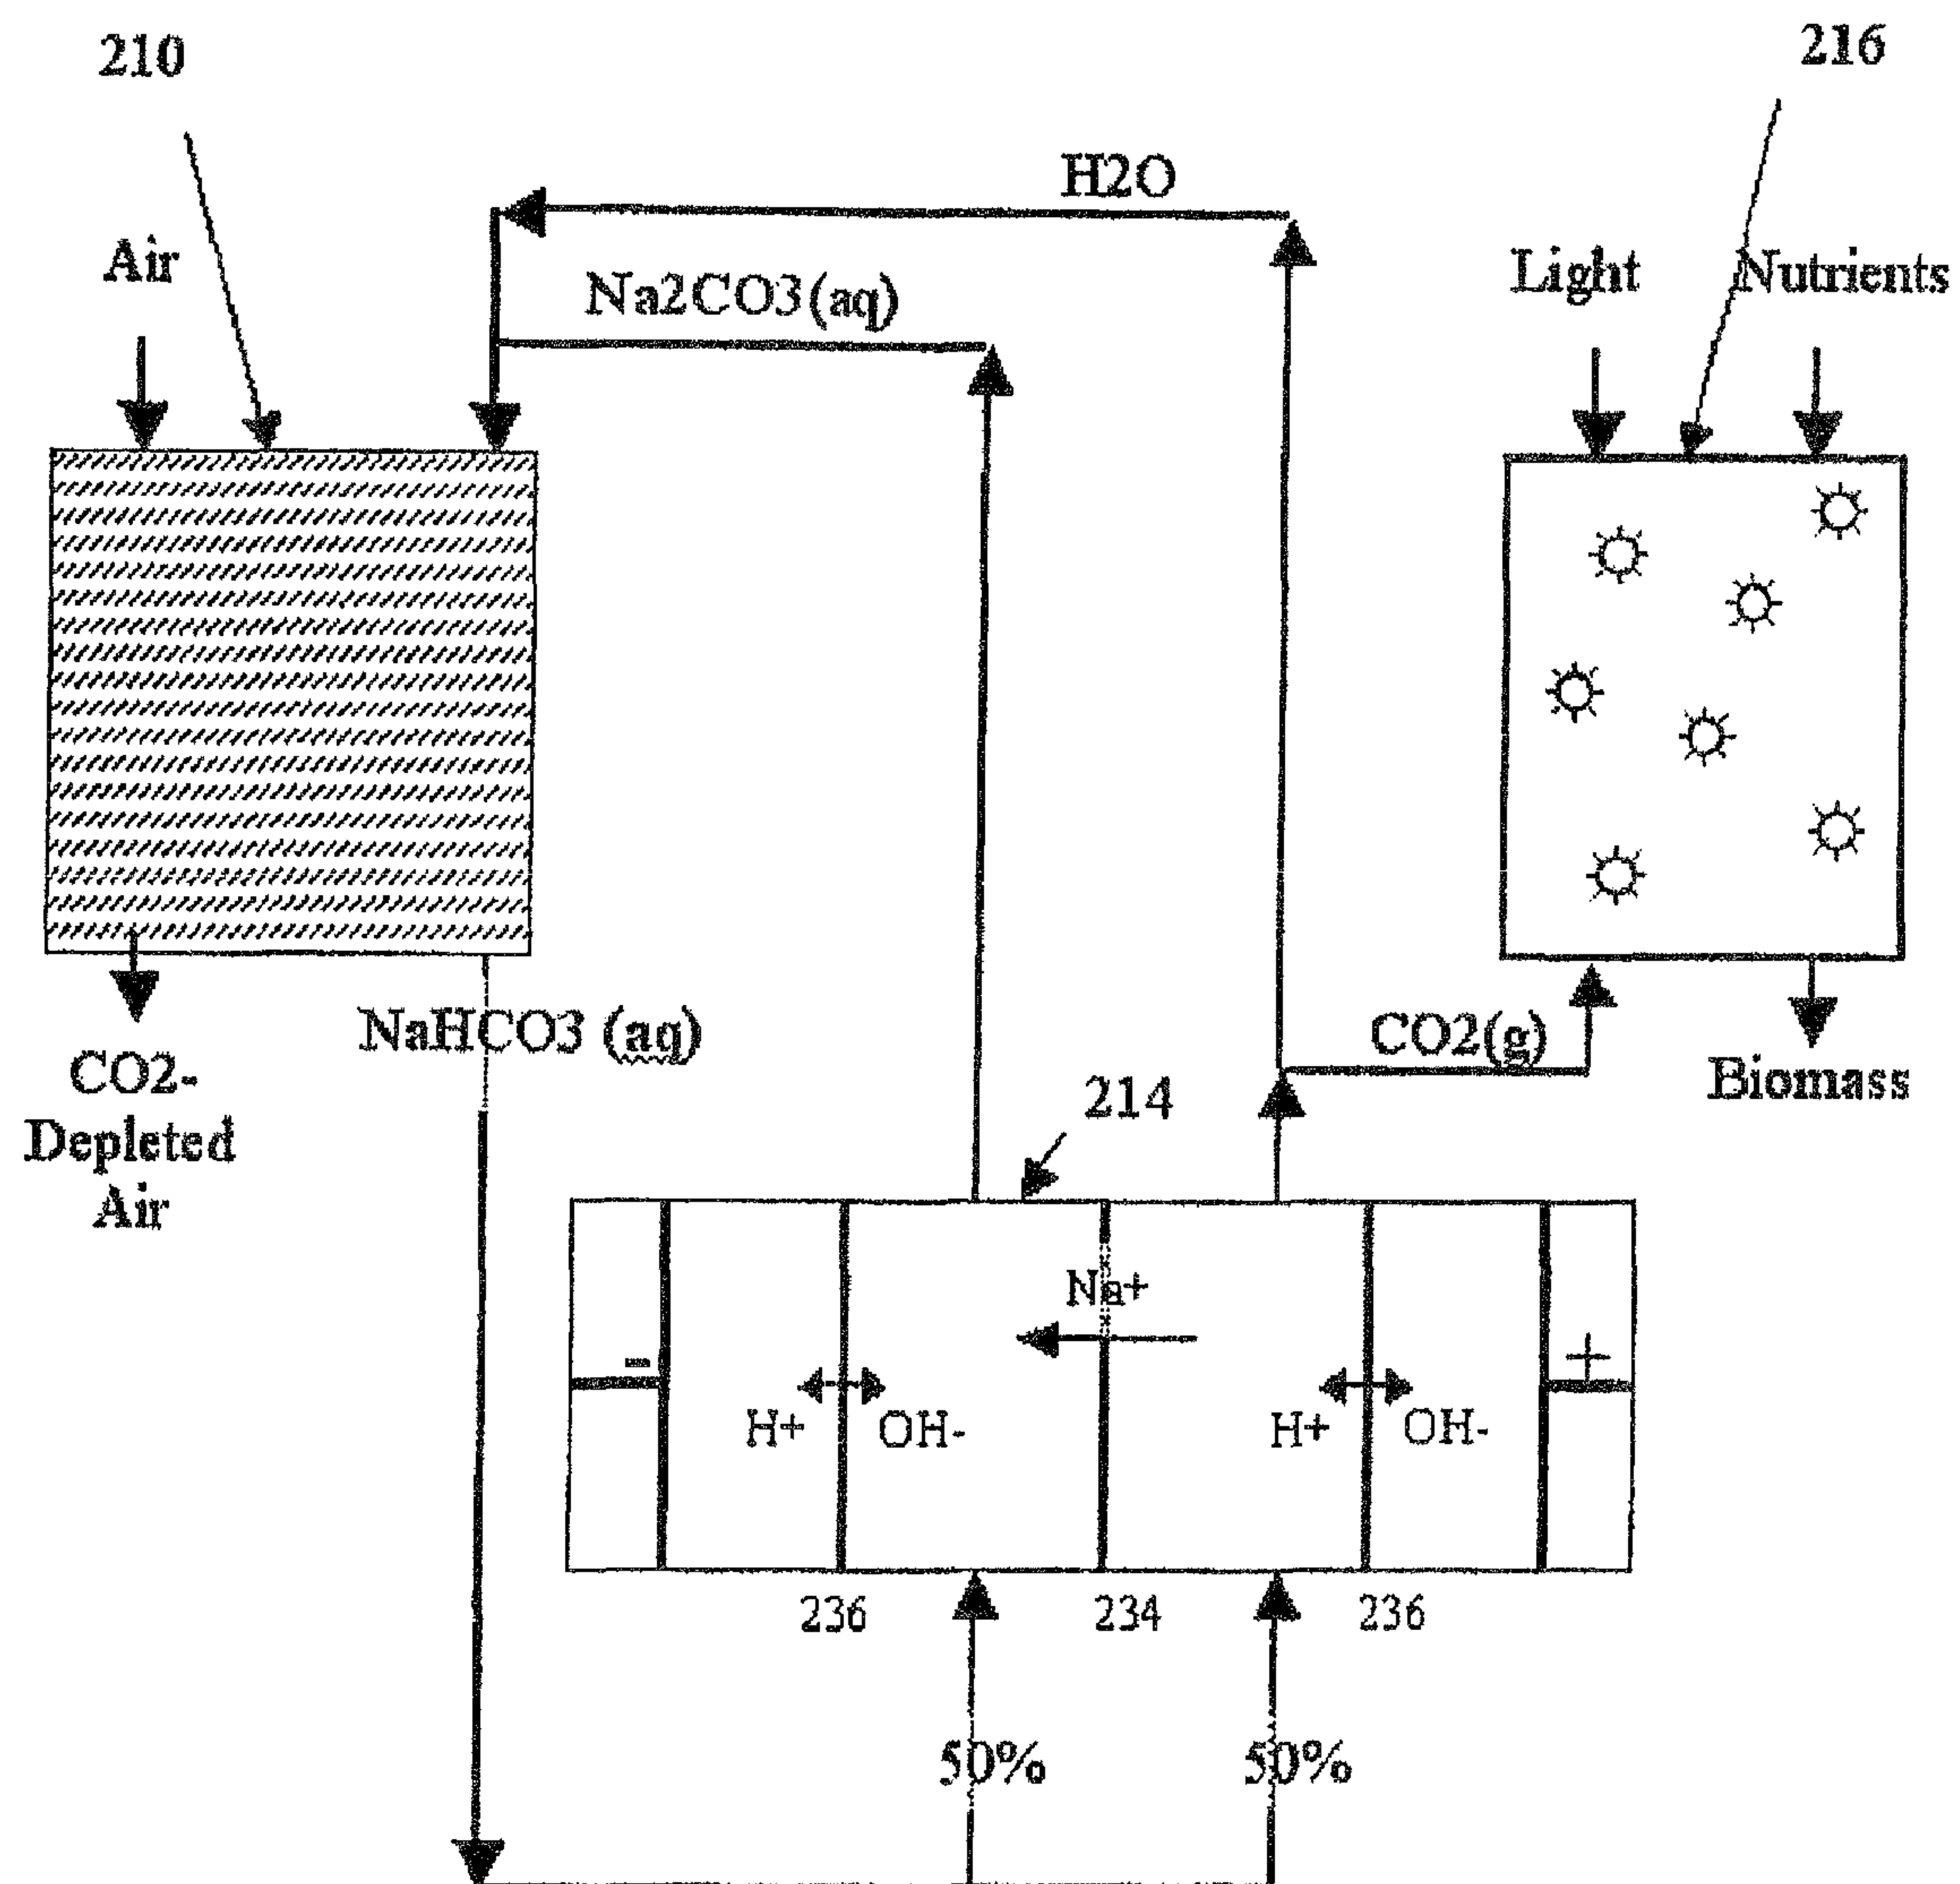 210
216
H2O
Air
Light
Nutrients
Na2CO3(aq)
NaHCO3 (aq)
CO2(g)
CO2-
Depleted
Air
Biomass
214
Na+
-
+
H+
OH-
H+
OH-
236
234
236
50%
50%